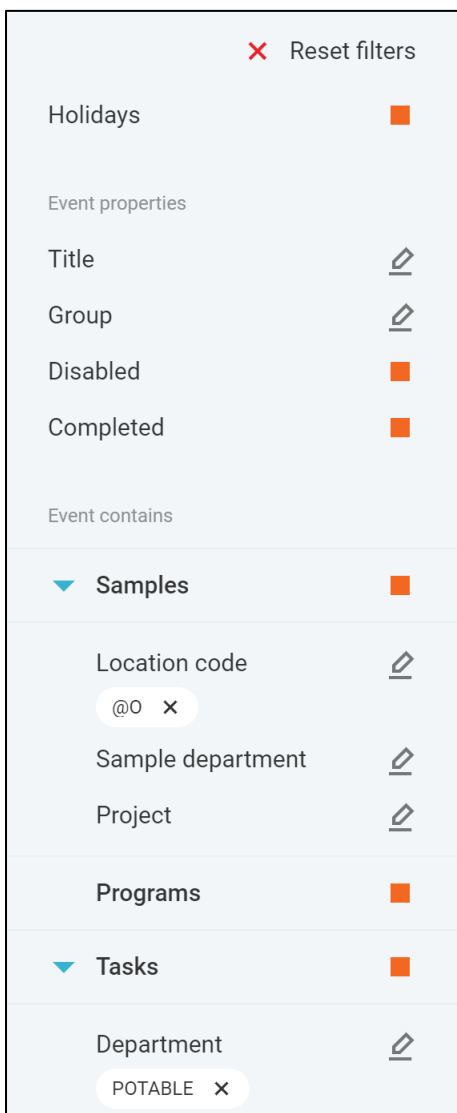 Reset filters
Holidays
Event properties
Title
Group
Disabled
Completed
Event contains
Samples
Location code
@O
Sample department
Project
Programs
Tasks
Department
POTABLE